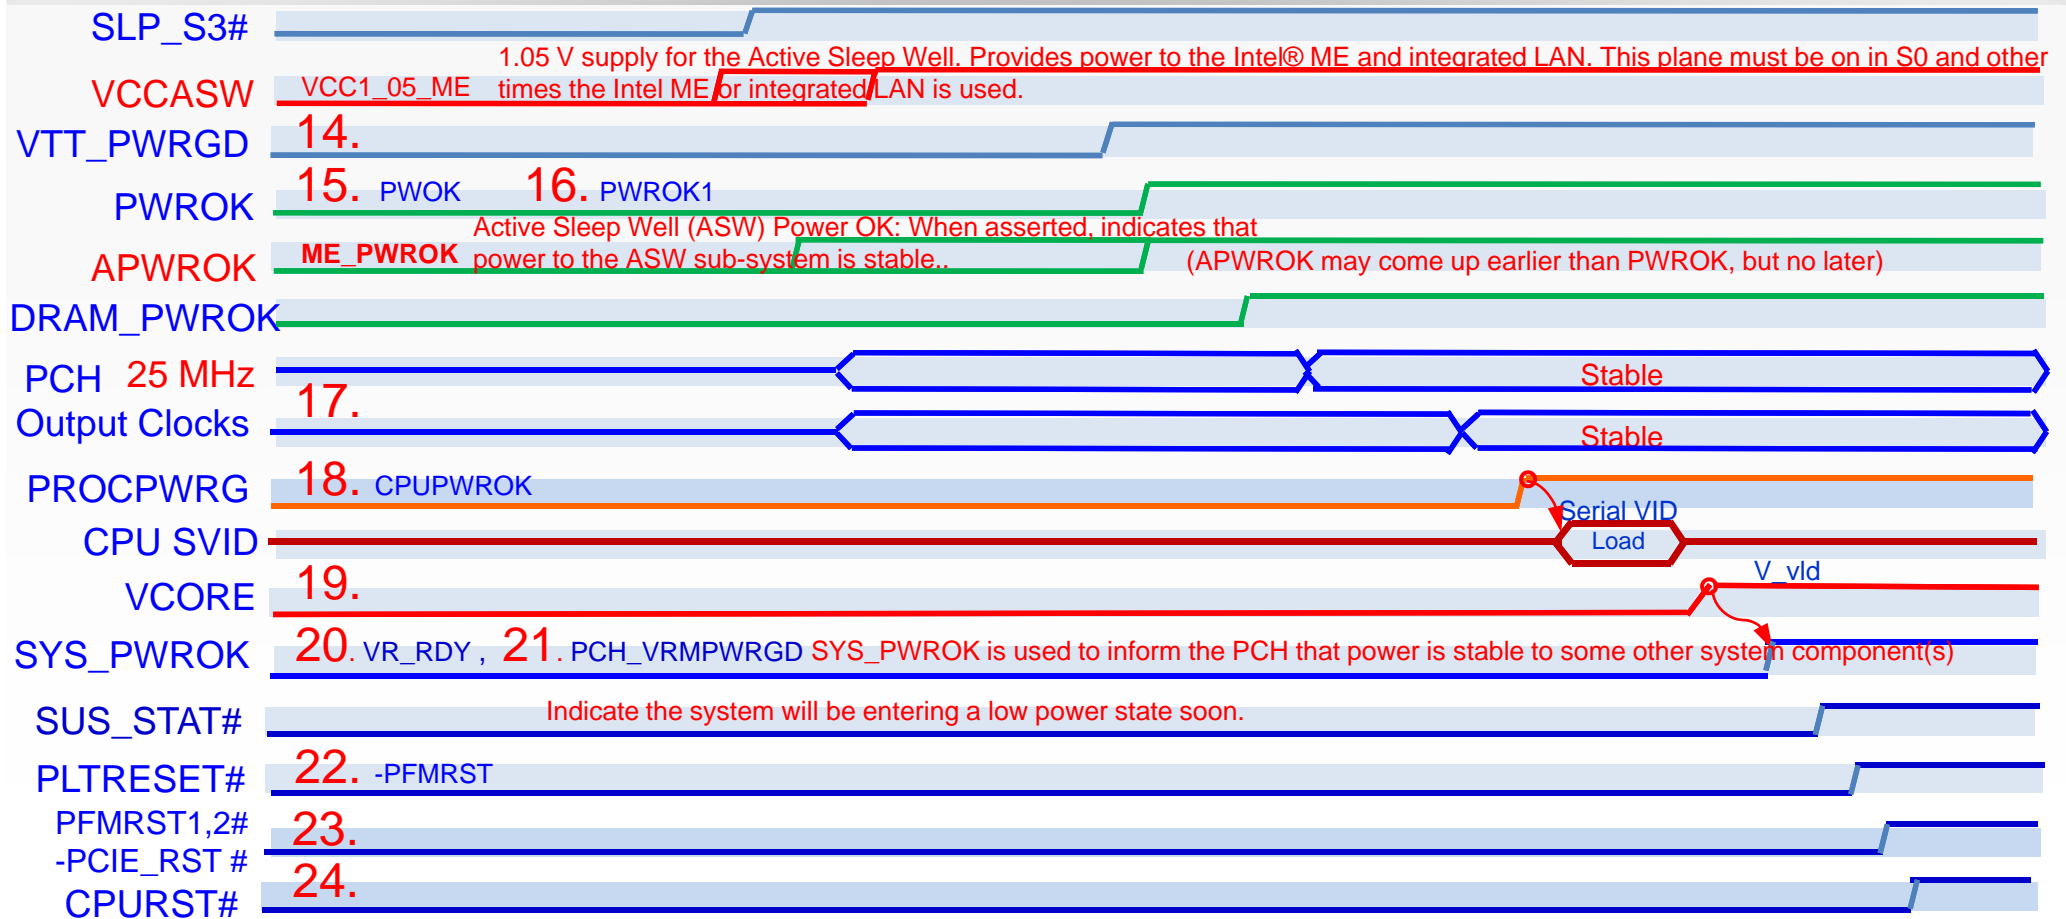 SLP_S3#
1.05 V supply for the Active Sleep Well. Provides power to the Intel® ME and integrated LAN. This plane must be on in S0 and other
VCCASW VCC1_05_ME times the Intel ME or integrated LAN is used.
VTT_PWRGD 14.
PWROK 15. PWOK 16. PWROK1
Active Sleep Well (ASW) Power OK: When asserted, indicates that
APWROK ME_PWROK power to the ASW sub-system is stable.. (APWROK may come up earlier than PWROK, but no later)
DRAM_PWROK
PCH 25 MHz Stable
17.
Output Clocks Stable
PROCPWRG 18. CPUPWROK
Serial VID
CPU SVID Load
V_vld
VCORE 19.
SYS_PWROK 20. VR_RDY , 21. PCH_VRMPWRGD SYS_PWROK is used to inform the PCH that power is stable to some other system component(s)
SUS_STAT# Indicate the system will be entering a low power state soon.
PLTRESET# 22. -PFMRST
PFMRST1,2# 23.
-PCIE_RST #
CPURST# 24.